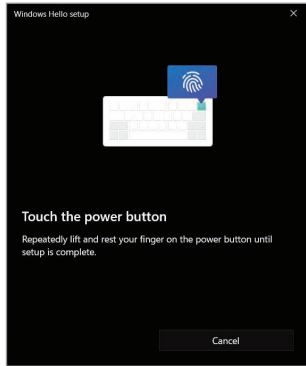 Windows Hello setup
Touch the power button
Repeatedly lift and rest your finger on the power button until
setup is complete.
Cancel